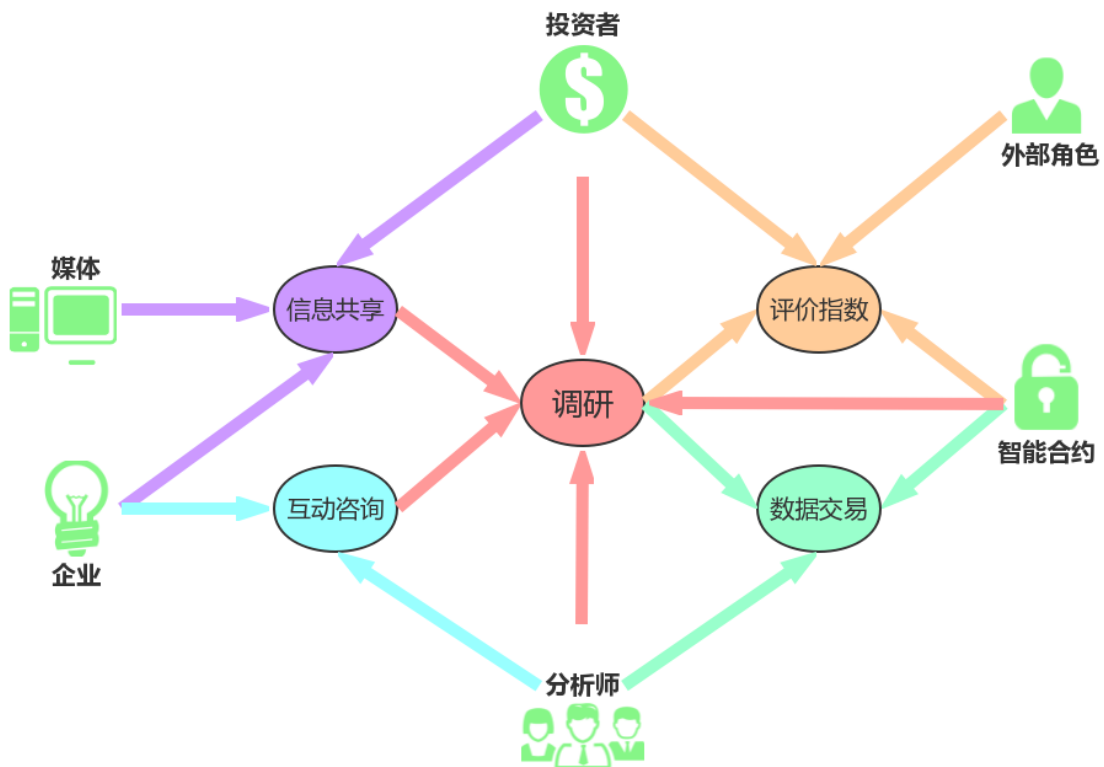 投资者
外部角色
媒体
信息共享
评价指数
调研
智能合约
互动咨询
数据交易
企业
分析师